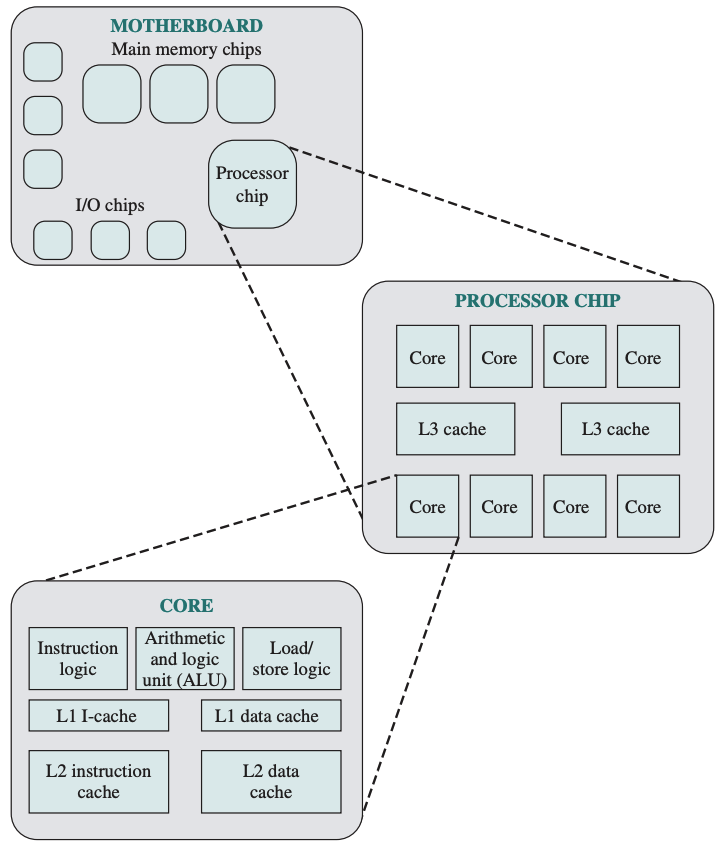 MOTHERBOARD
Main memory chips
Processor
chip
I/O chips
PROCESSOR CHIP
Core
Core
Core
Core
L3 cache
L3 cache
Core
Core
Core
Core
CORE
Instruction
logic
Arithmetic
and logic
unit (ALU)
Load/
store logic
L1 I-cache
L1 data cache
L2 instruction
cache
L2 data
cache